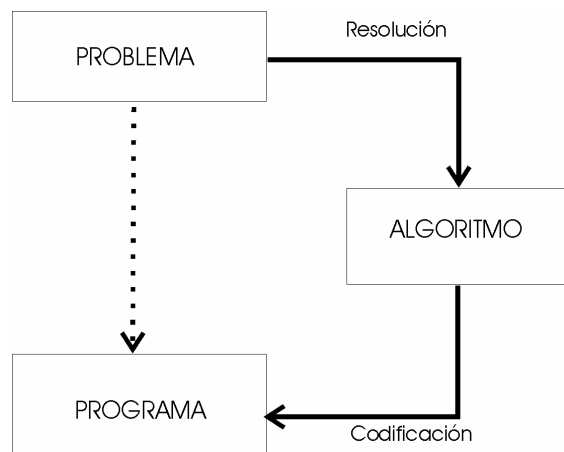 Resolución
PROBLEMA
ALGORITMO
PROGRAMA
Codificación